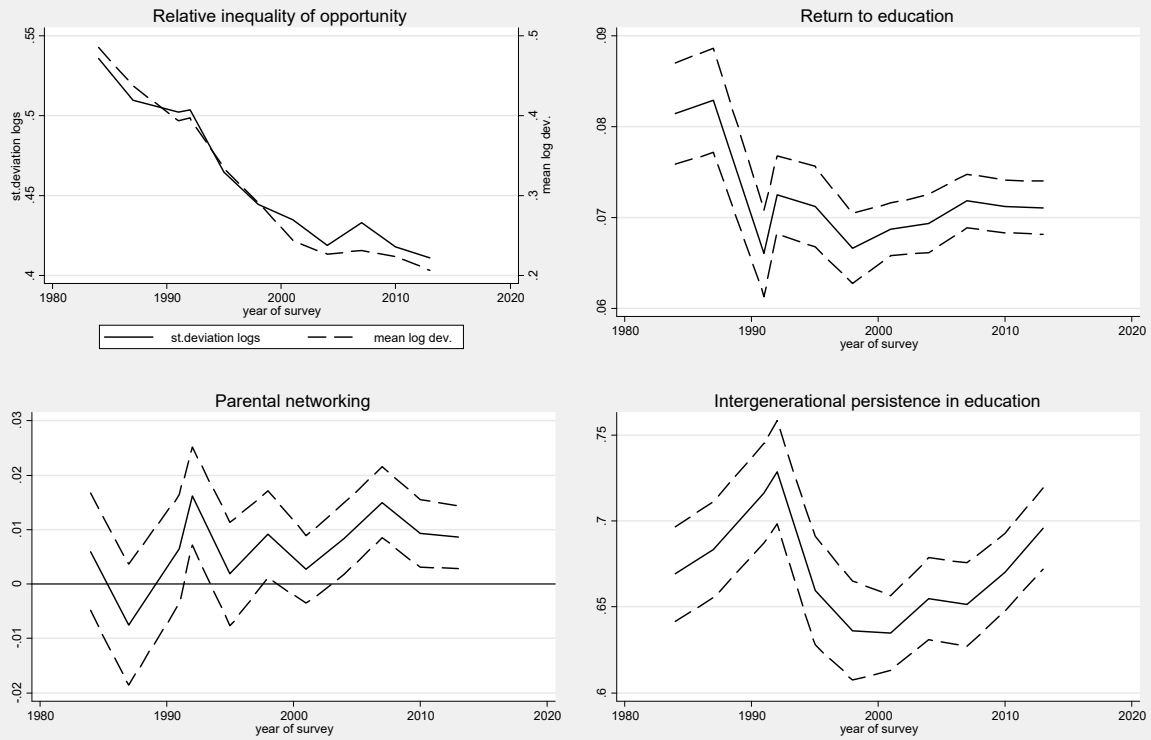 Relative inequality of opportunity
.55
.5
.45
.4
st.deviation logs
.5
.4
.3
.2
mean log dev.
1980 1990 2000 2010 2020
year of survey
st.deviation logs mean log dev.
Return to education
.09
.08
.07
.06
1980 1990 2000 2010 2020
year of survey
Parental networking
.03
.02
.01
0
-.01
-.02
1980 1990 2000 2010 2020
year of survey
Intergenerational persistence in education
.75
.7
.65
.6
1980 1990 2000 2010 2020
year of survey